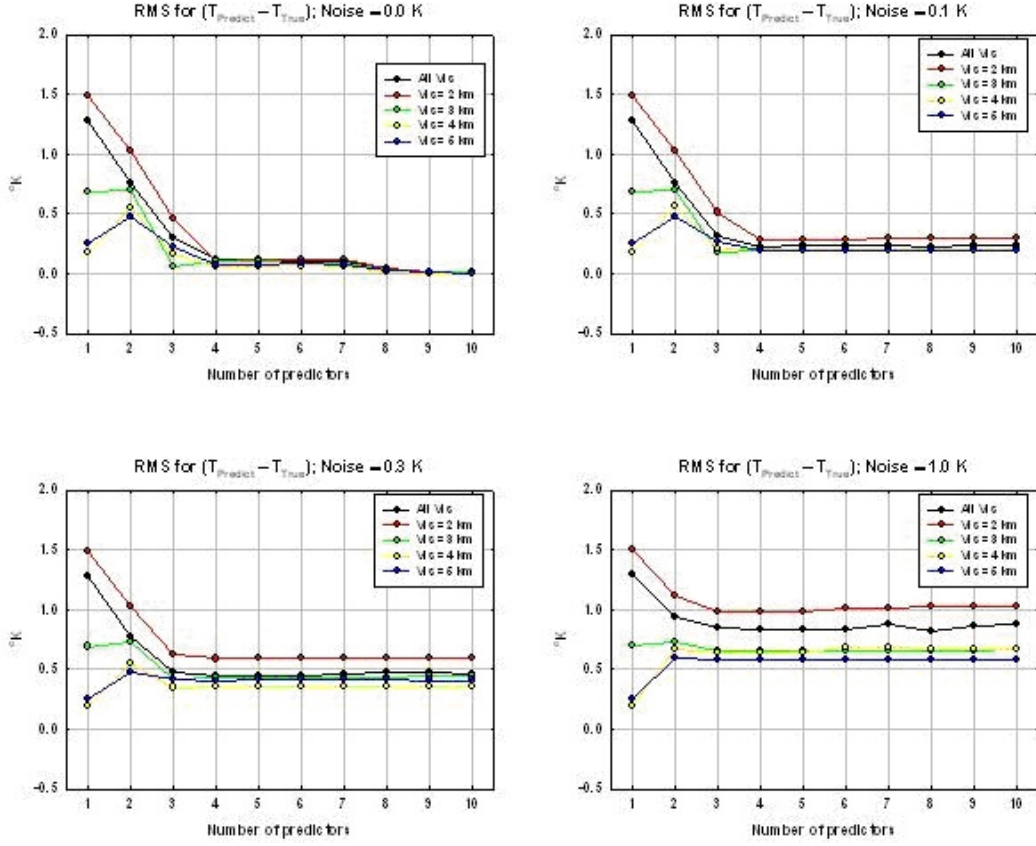 RMS for (T Predict – T True); Noise = 0.0 K
2.0
1.5
1.0
0.5
0.0
–0.5
°K
All Vis
Vis = 2 km
Vis = 3 km
Vis = 4 km
Vis = 5 km
1 2 3 4 5 6 7 8 9 10
Number of predictors
RMS for (T Predict – T True); Noise = 0.1 K
2.0
1.5
1.0
0.5
0.0
–0.5
°K
All Vis
Vis = 2 km
Vis = 3 km
Vis = 4 km
Vis = 5 km
1 2 3 4 5 6 7 8 9 10
Number of predictors
RMS for (T Predict – T True); Noise = 0.3 K
2.0
1.5
1.0
0.5
0.0
–0.5
°K
All Vis
Vis = 2 km
Vis = 3 km
Vis = 4 km
Vis = 5 km
1 2 3 4 5 6 7 8 9 10
Number of predictors
RMS for (T Predict – T True); Noise = 1.0 K
2.0
1.5
1.0
0.5
0.0
–0.5
°K
All Vis
Vis = 2 km
Vis = 3 km
Vis = 4 km
Vis = 5 km
1 2 3 4 5 6 7 8 9 10
Number of predictors